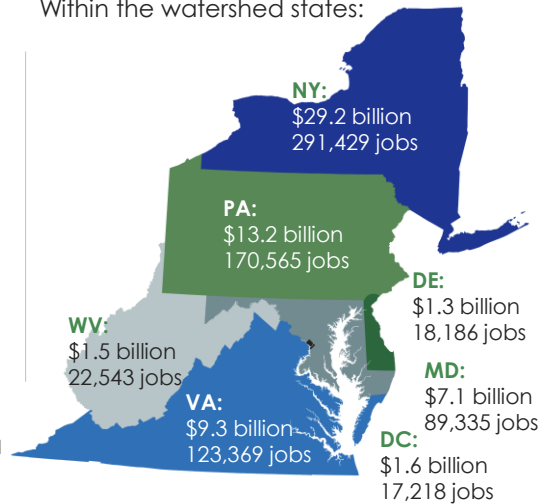 Within the watershed states:
NY:
$29.2 billion
291,429 jobs
PA:
$13.2 billion
170,565 jobs
DE:
$1.3 billion
18,186 jobs
WV:
$1.5 billion
22,543 jobs
MD:
$7.1 billion
89,335 jobs
VA:
$9.3 billion
123,369 jobs
DC:
$1.6 billion
17,218 jobs